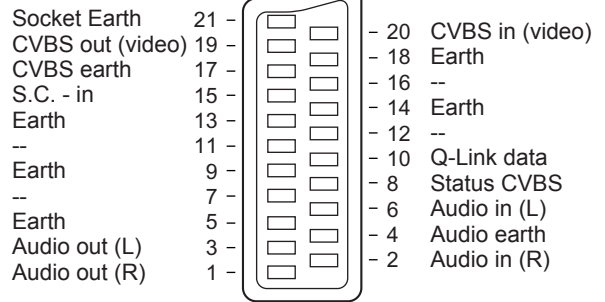 Socket Earth 21 -
CVBS out (video) 19 -
CVBS earth 17 -
S.C. - in 15 -
Earth 13 -
-- 11 -
Earth 9 -
-- 7 -
Earth 5 -
Audio out (L) 3 -
Audio out (R) 1 -
- 20 CVBS in (video)
- 18 Earth
- 16 --
- 14 Earth
- 12 --
- 10 Q-Link data
- 8 Status CVBS
- 6 Audio in (L)
- 4 Audio earth
- 2 Audio in (R)